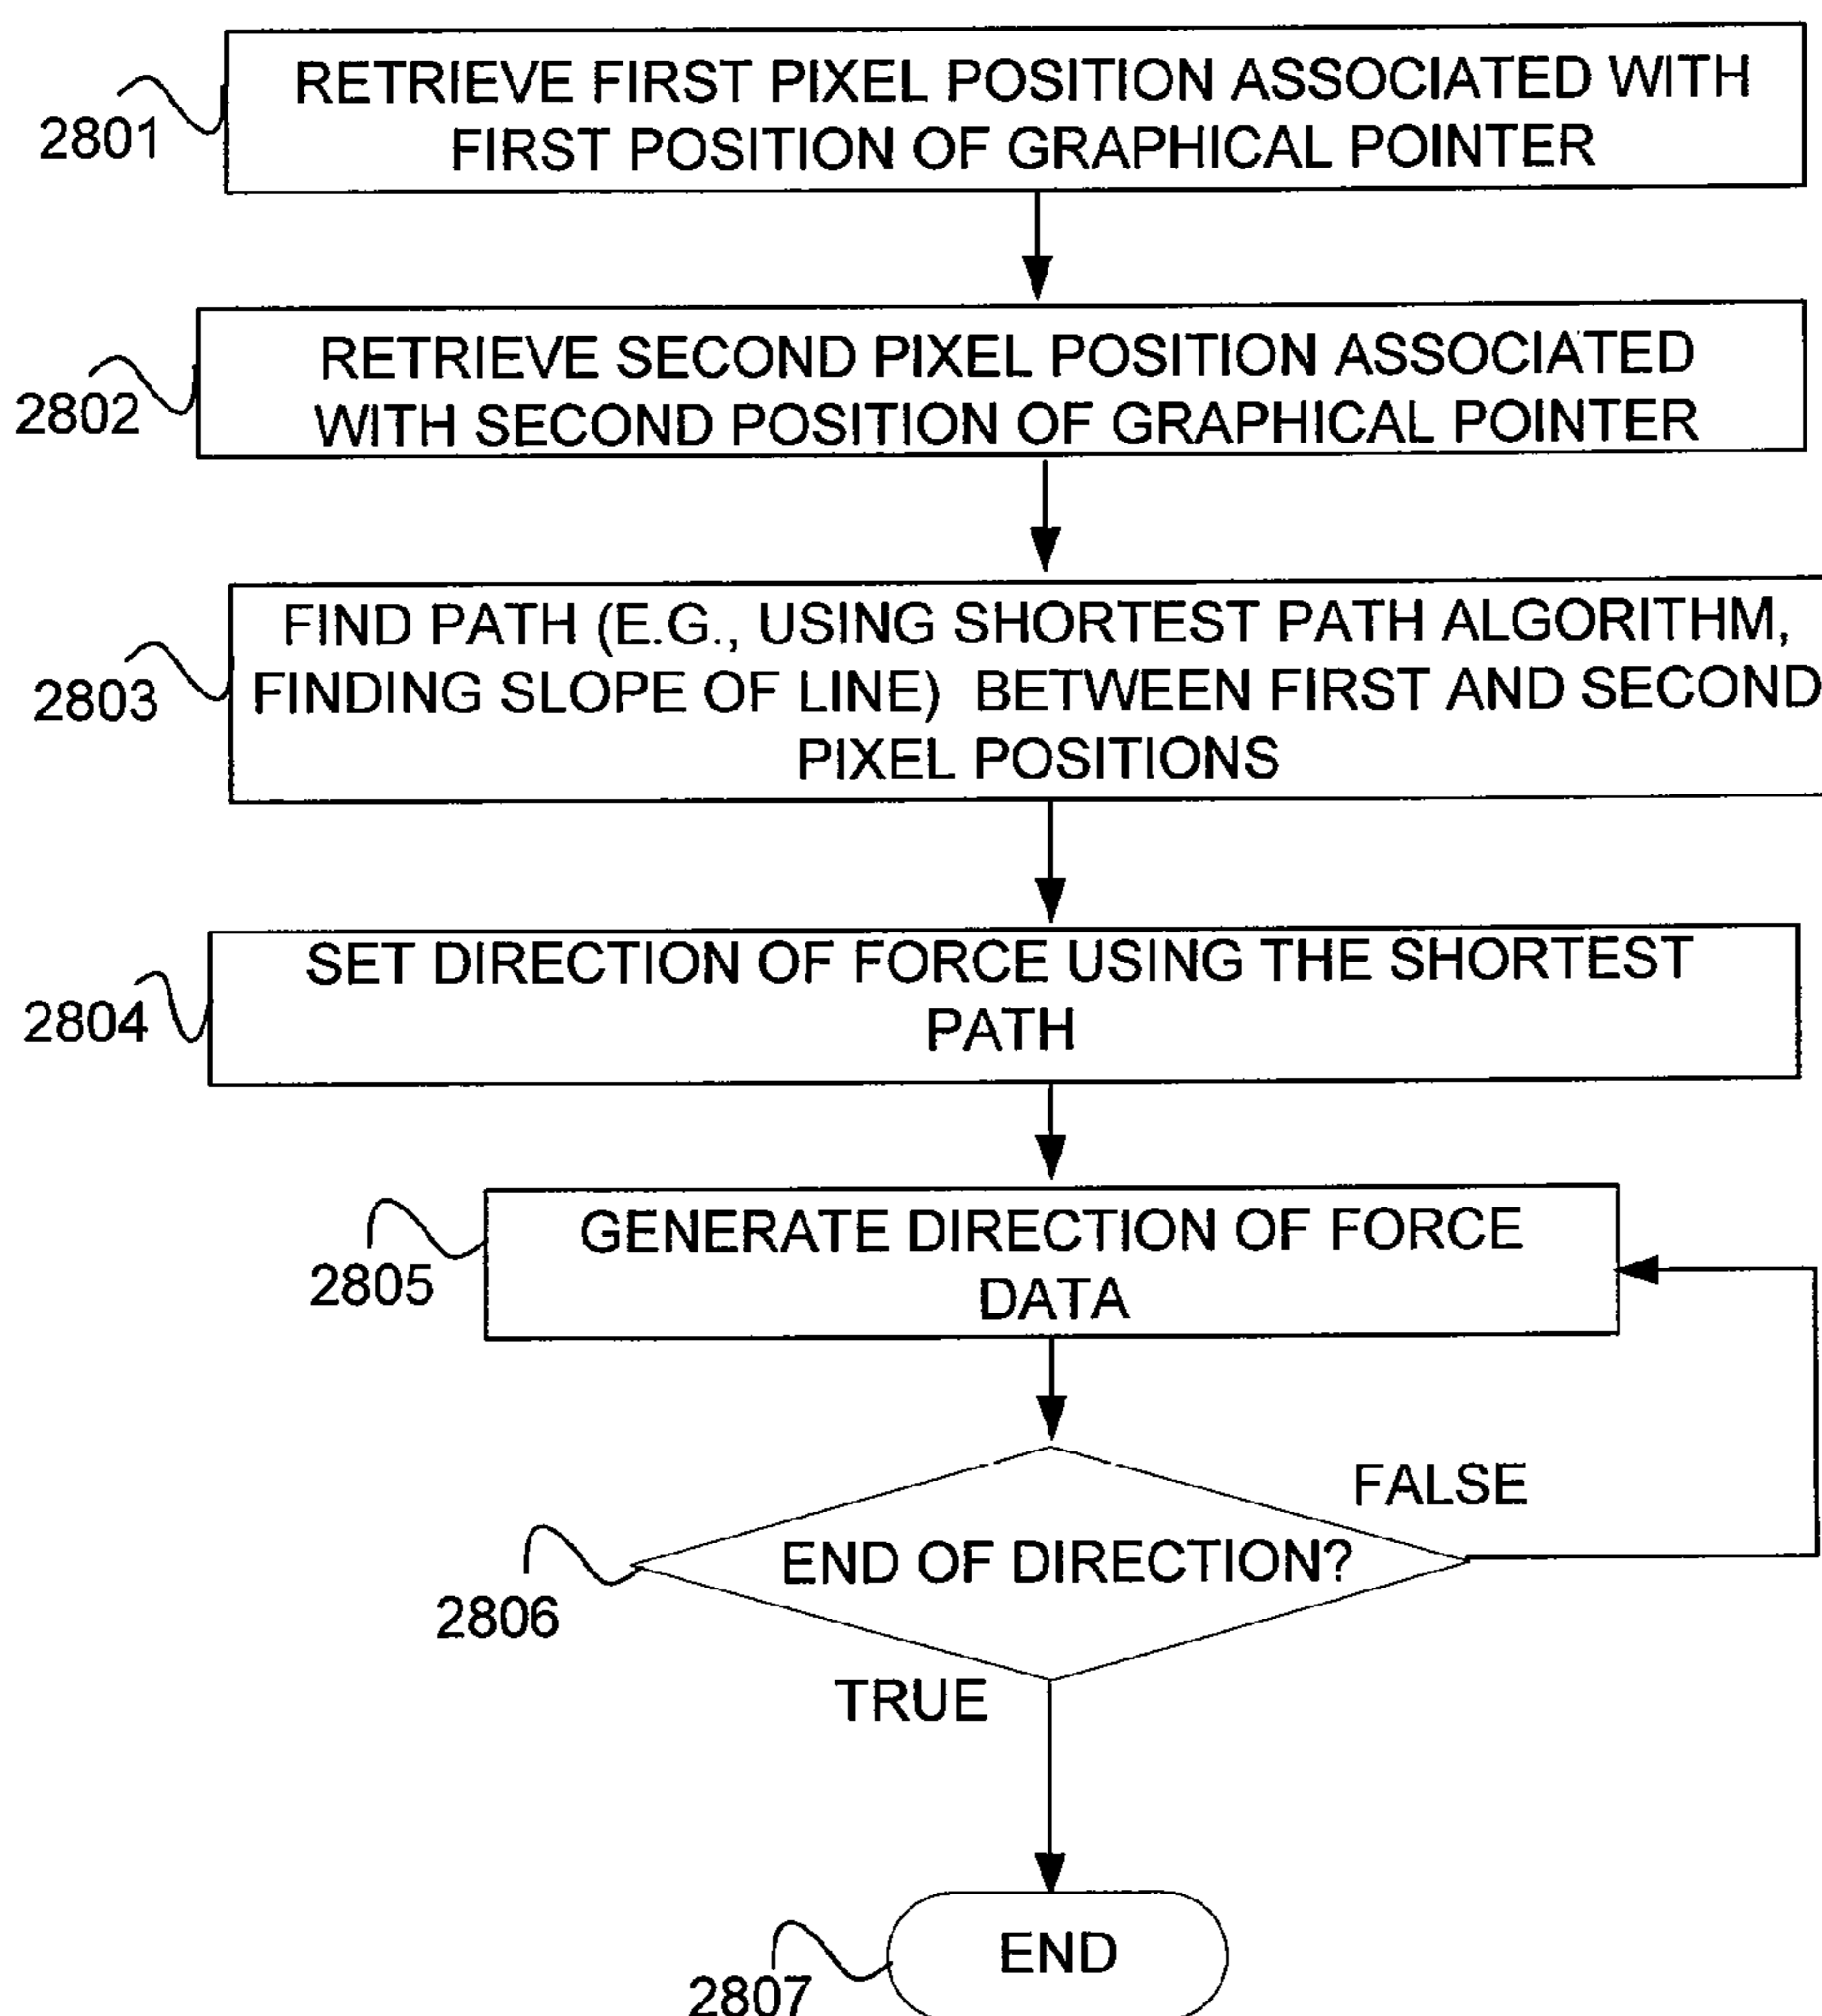 RETRIEVE FIRST PIXEL POSITION ASSOCIATED WITH
FIRST POSITION OF GRAPHICAL POINTER
2801
RETRIEVE SECOND PIXEL POSITION ASSOCIATED
WITH SECOND POSITION OF GRAPHICAL POINTER
2802
FIND PATH (E.G., USING SHORTEST PATH ALGORITHM,
FINDING SLOPE OF LINE) BETWEEN FIRST AND SECOND
PIXEL POSITIONS
2803
SET DIRECTION OF FORCE USING THE SHORTEST
PATH
2804
GENERATE DIRECTION OF FORCE
DATA
2805
FALSE
END OF DIRECTION?
2806
TRUE
END
2807